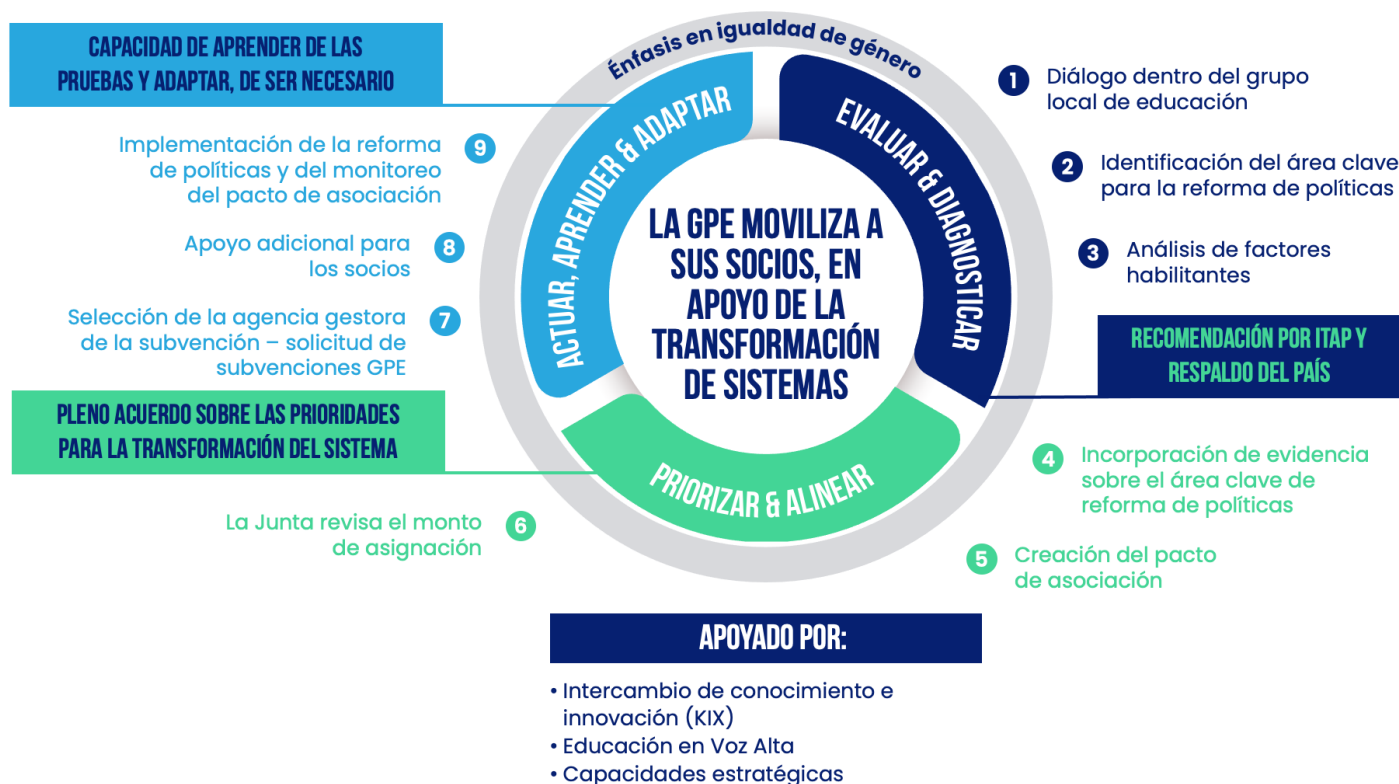 Énfasis en igualdad de género
EVALUAR & DIAGNOSTICAR
PRIORIZAR & ALINEAR
ACTUAR, APRENDER & ADAPTAR
LA GPE MOVILIZA A
SUS SOCIOS, EN
APOYO DE LA
TRANSFORMACIÓN
DE SISTEMAS
1 Diálogo dentro del grupo
local de educación
2 Identificación del área clave
para la reforma de políticas
3 Análisis de factores
habilitantes
RECOMENDACIÓN POR ITAP Y
RESPALDO DEL PAÍS
4 Incorporación de evidencia
sobre el área clave de
reforma de políticas
5 Creación del pacto
de asociación
La Junta revisa el monto 6
de asignación
PLENO ACUERDO SOBRE LAS PRIORIDADES
PARA LA TRANSFORMACIÓN DEL SISTEMA
Selección de la agencia gestora 7
de la subvención – solicitud de
subvenciones GPE
Apoyo adicional para 8
los socios
Implementación de la reforma 9
de políticas y del monitoreo
del pacto de asociación
CAPACIDAD DE APRENDER DE LAS
PRUEBAS Y ADAPTAR, DE SER NECESARIO
APOYADO POR:
• Intercambio de conocimiento e
innovación (KIX)
• Educación en Voz Alta
• Capacidades estratégicas